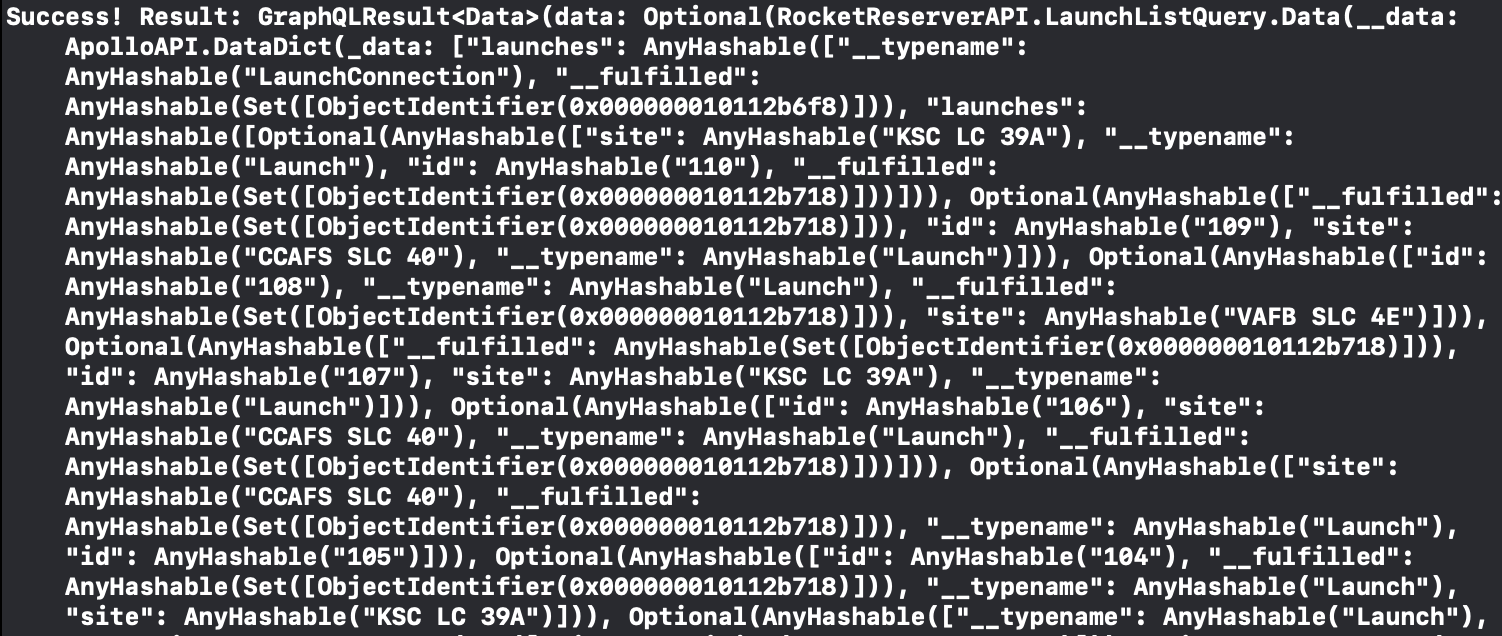 Success! Result: GraphQLResult<Data>(data: Optional(RocketReserverAPI.LaunchListQuery.Data(__data:
ApolloAPI.DataDict(_data: ["launches": AnyHashable(["__typename":
AnyHashable("LaunchConnection"), "__fulfilled":
AnyHashable(Set([ObjectIdentifier(0x000000010112b6f8)])), "launches":
AnyHashable([Optional(AnyHashable(["site": AnyHashable("KSC LC 39A"), "__typename":
AnyHashable("Launch"), "id": AnyHashable("110"), "__fulfilled":
AnyHashable(Set([ObjectIdentifier(0x000000010112b718)]))])), Optional(AnyHashable(["__fulfilled":
AnyHashable(Set([ObjectIdentifier(0x000000010112b718)])), "id": AnyHashable("109"), "site":
AnyHashable("CCAFS SLC 40"), "__typename": AnyHashable("Launch")])), Optional(AnyHashable(["id":
AnyHashable("108"), "__typename": AnyHashable("Launch"), "__fulfilled":
AnyHashable(Set([ObjectIdentifier(0x000000010112b718)])), "site": AnyHashable("VAFB SLC 4E")])),
Optional(AnyHashable(["__fulfilled": AnyHashable(Set([ObjectIdentifier(0x000000010112b718)])),
"id": AnyHashable("107"), "site": AnyHashable("KSC LC 39A"), "__typename":
AnyHashable("Launch")])), Optional(AnyHashable(["id": AnyHashable("106"), "site":
AnyHashable("CCAFS SLC 40"), "__typename": AnyHashable("Launch"), "__fulfilled":
AnyHashable(Set([ObjectIdentifier(0x000000010112b718)]))])), Optional(AnyHashable(["site":
AnyHashable("CCAFS SLC 40"), "__fulfilled":
AnyHashable(Set([ObjectIdentifier(0x000000010112b718)])), "__typename": AnyHashable("Launch"),
"id": AnyHashable("105")])), Optional(AnyHashable(["id": AnyHashable("104"), "__fulfilled":
AnyHashable(Set([ObjectIdentifier(0x000000010112b718)])), "__typename": AnyHashable("Launch"),
"site": AnyHashable("KSC LC 39A")])), Optional(AnyHashable(["__typename": AnyHashable("Launch"),